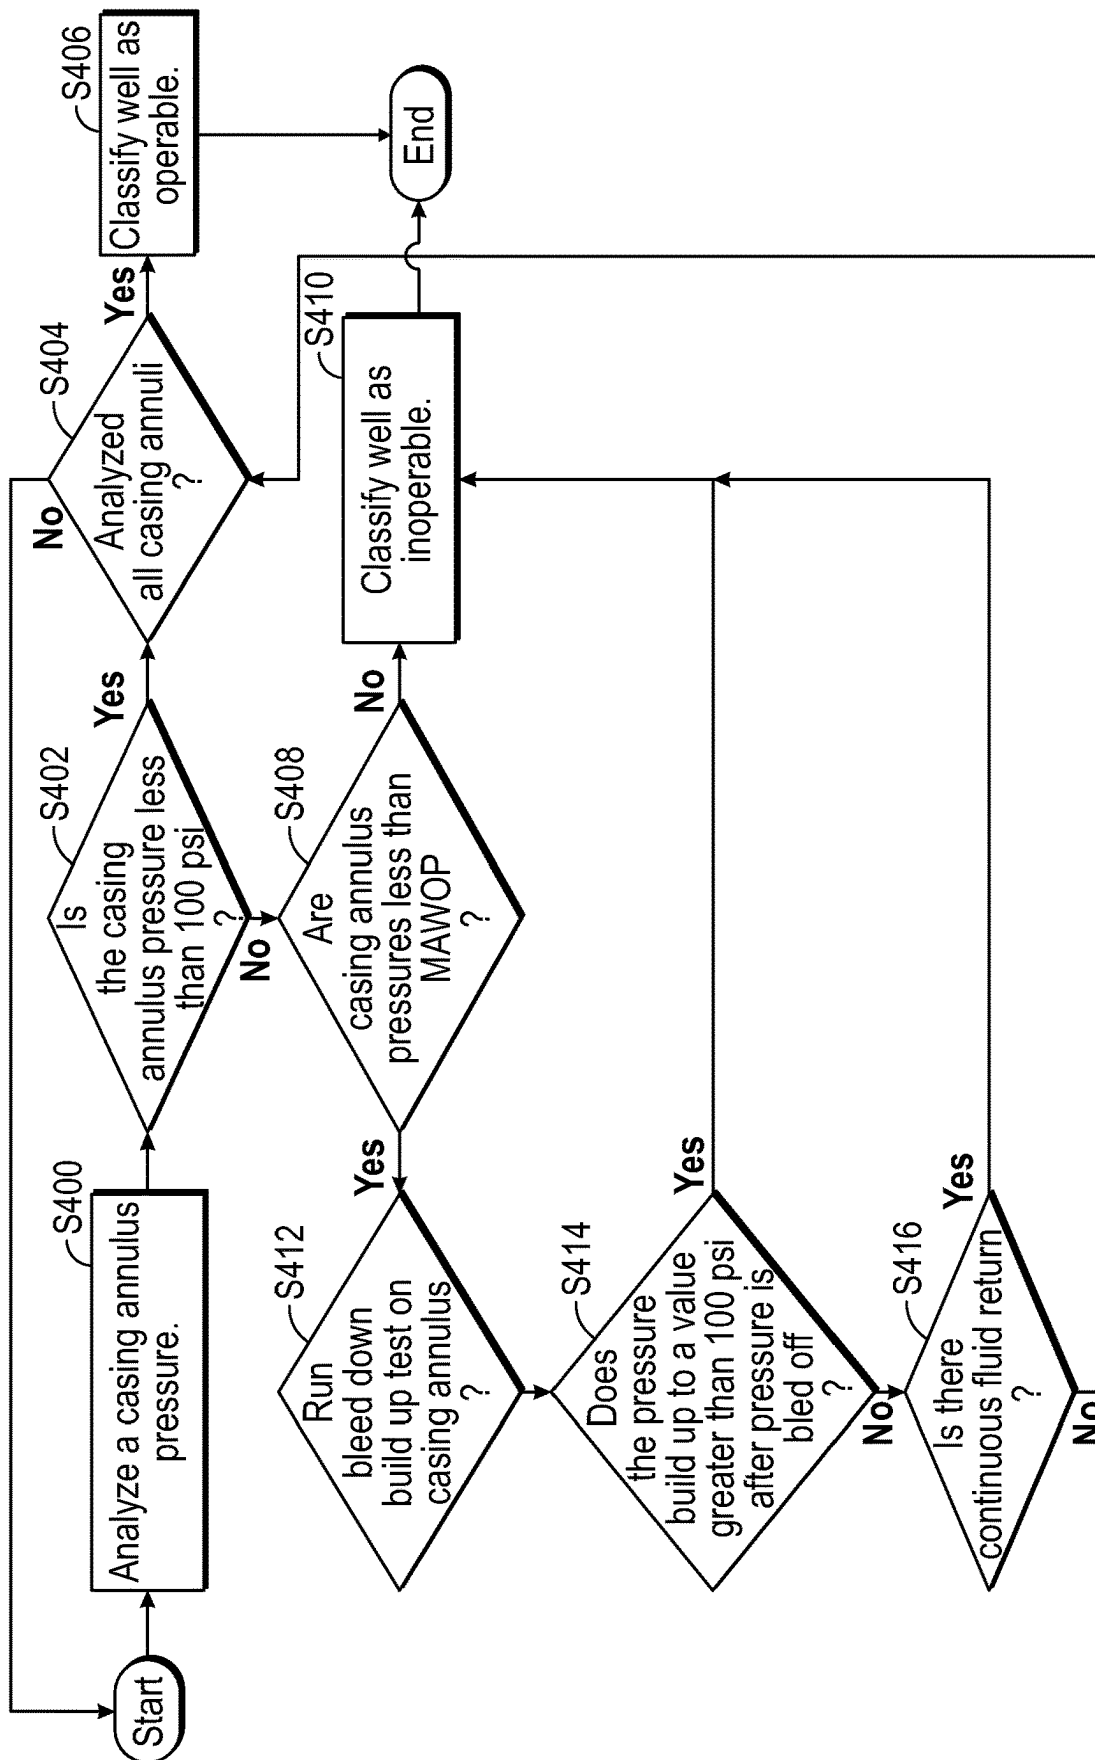 Start
S400
Analyze a casing annulus
pressure.
S402
Is
the casing
annulus pressure less
than 100 psi
?
Yes
No
S404
Analyzed
all casing annuli
?
No
Yes
S406
Classify well as
operable.
S408
Are
casing annulus
pressures less than
MAWOP
?
Yes
No
S410
Classify well as
inoperable.
End
S412
Run
bleed down
build up test on
casing annulus
?
S414
Does
the pressure
build up to a value
greater than 100 psi
after pressure is
bled off
?
Yes
No
S416
Is there
continuous fluid return
?
Yes
No